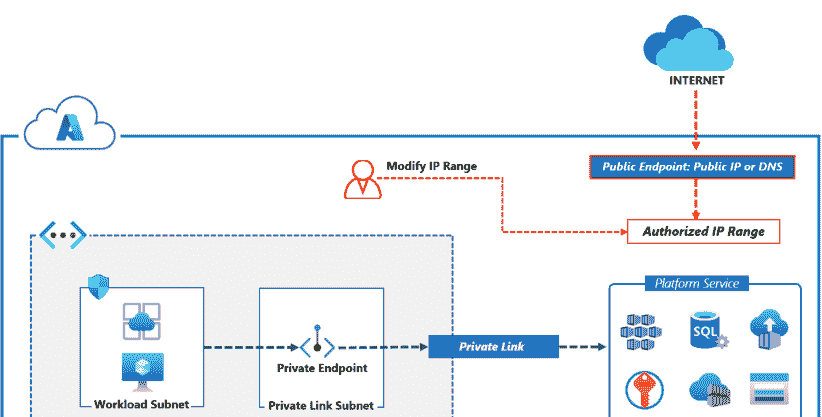 INTERNET
Modify IP Range
Public Endpoint: Public IP or DNS
Authorized IP Range
Platform Service
SQL
Private Link
Private Endpoint
Workload Subnet
Private Link Subnet